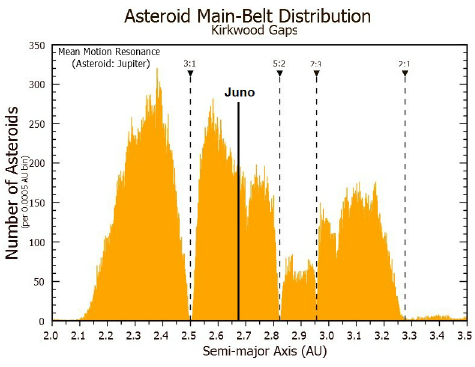 Asteroid Main-Belt Distribution
Kirkwood Gaps
Mean Motion Resonance
(Asteroid: Jupiter)
3:1
5:2
7:3
2:1
Juno
Number of Asteroids
(per 0.0005 AU bin)
350
300
250
200
150
100
50
0
2.0 2.1 2.2 2.3 2.4 2.5 2.6 2.7 2.8 2.9 3.0 3.1 3.2 3.3 3.4 3.5
Semi-major Axis (AU)